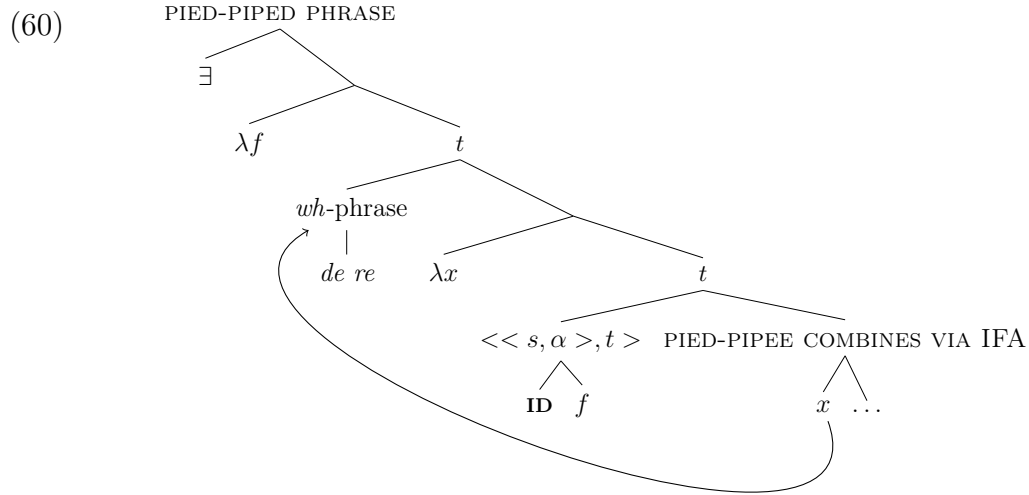 (60) PIED-PIPED PHRASE
∃
λf t
wh-phrase
de re λx t
<< s, α >, t > PIED-PIPEE COMBINES VIA IFA
ID f x ...